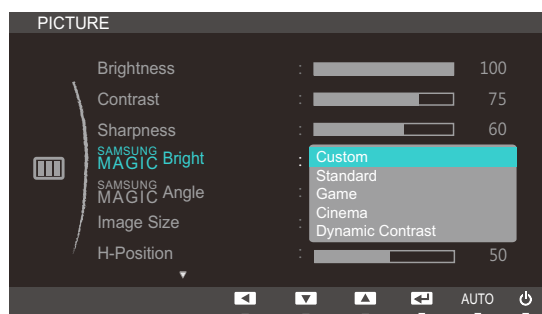 PICTURE
Brightness : 100
Contrast : 75
Sharpness : 60
SAMSUNG MAGIC Bright : Custom
Standard
SAMSUNG MAGIC Angle : Game
Cinema
Image Size : Dynamic Contrast
H-Position : 50
AUTO